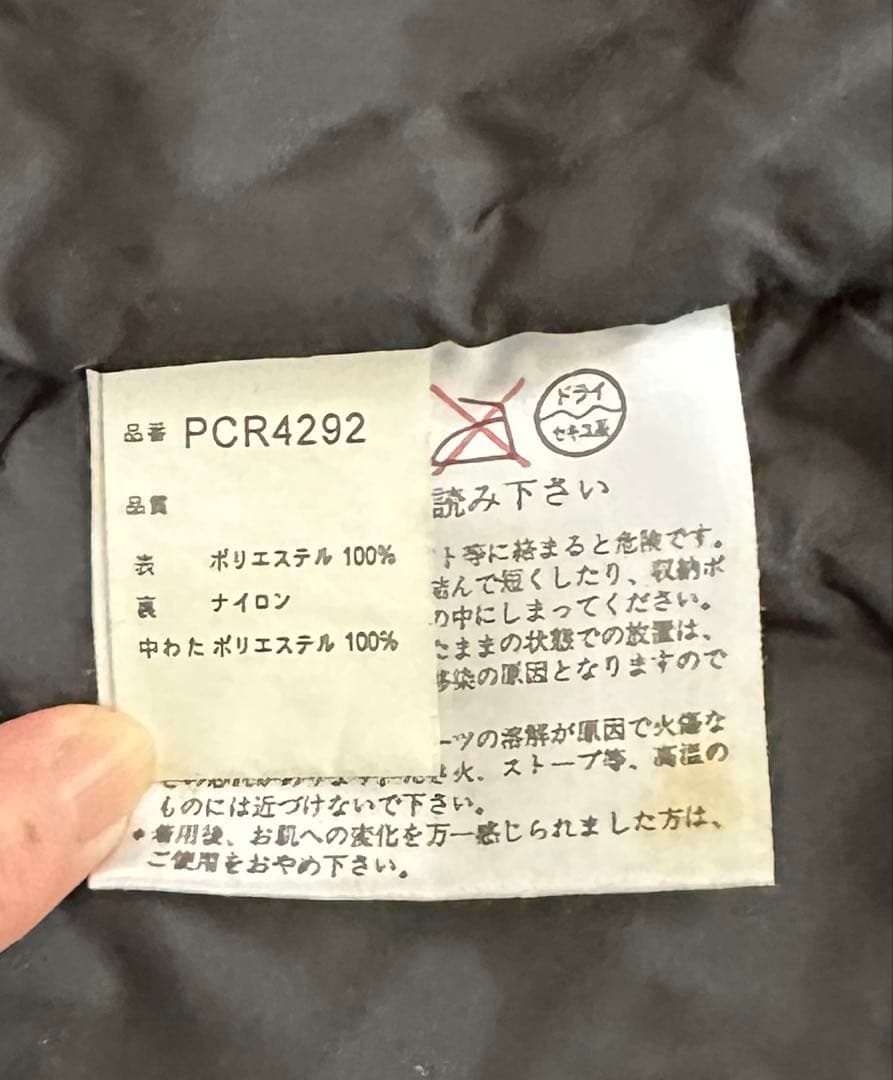 品番 PCR4292
ドライ
セキユ系
品質
読み下さい
表 ポリエステル 100%
裏 ナイロン
中わた ポリエステル 100%
ト等に絡まると危険です。
んで短くしたり、収納ポ
の中にしまってください。
たままの状態での放置は、
染の原因となりますので
ーツの溶解が原因で火傷な
火、ストーブ等、高温の
ものには近づけないで下さい。
・着用後、お肌への変化を万一感じられました方は、
ご使用をおやめ下さい。